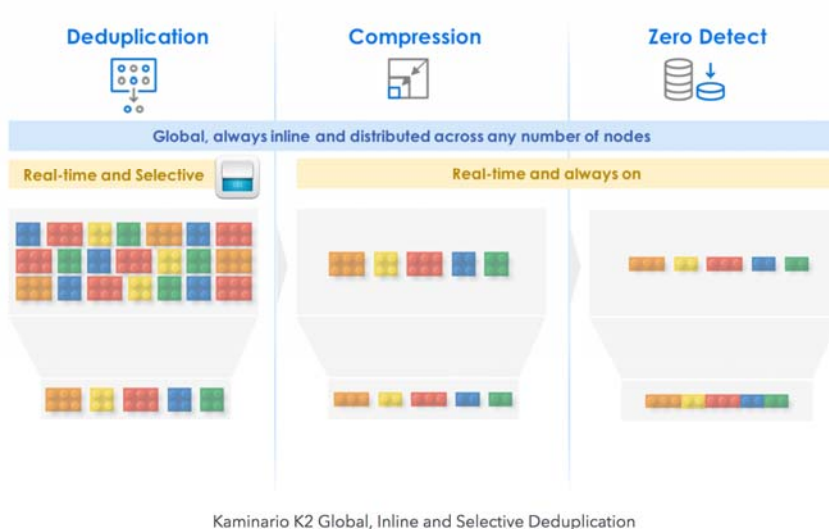 Deduplication
Compression
Zero Detect
Global, always inline and distributed across any number of nodes
Real-time and Selective
Real-time and always on
Kaminario K2 Global, Inline and Selective Deduplication